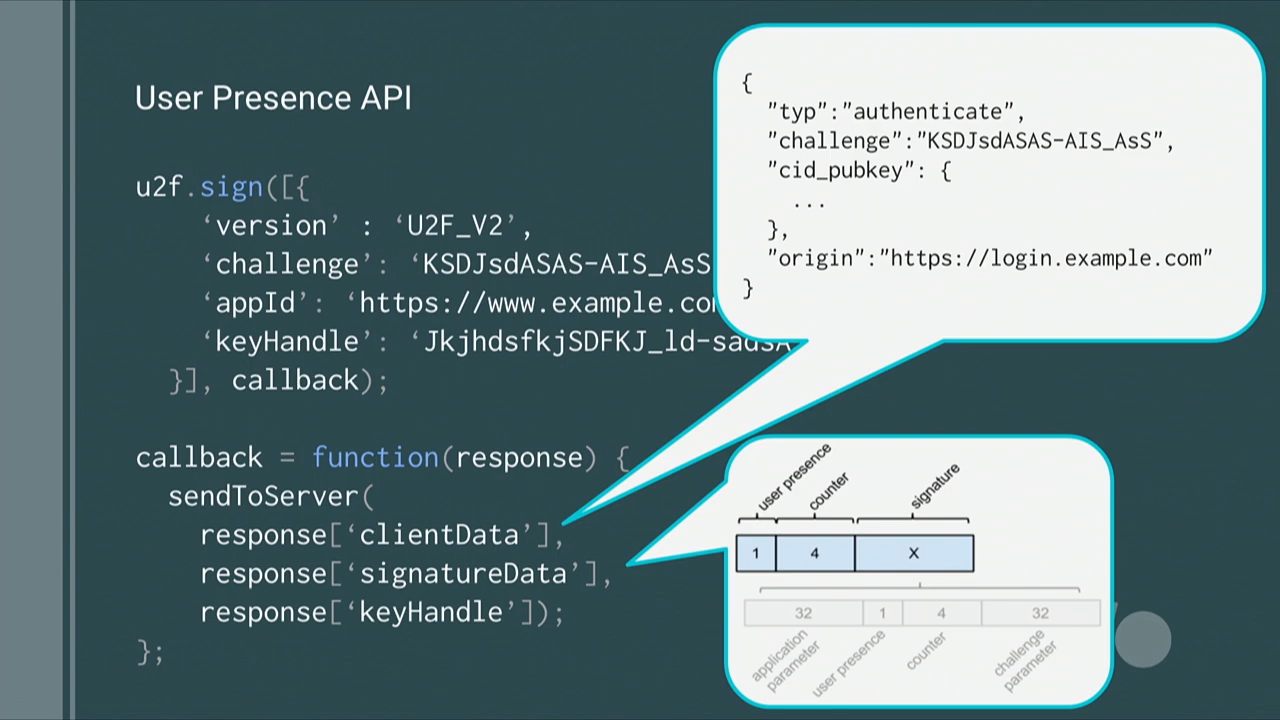 User Presence API
u2f.sign([{
‘version’ : ‘U2F_V2’,
‘challenge’: ‘KSDJsdASAS-AIS_AsS
‘appId’: ‘https://www.example.co
‘keyHandle’: ‘JkjhdsfkjSDFKJ_ld-sadsA
}], callback);
callback = function(response) {
sendToServer(
response[‘clientData’],
response[‘signatureData’],
response[‘keyHandle’]);
};
{
"typ":"authenticate",
"challenge":"KSDJsdASAS-AIS_AsS",
"cid_pubkey": {
...
},
"origin":"https://login.example.com"
}
user presence
counter
signature
1
4
X
32
1
4
32
application
parameter
user presence
counter
challenge
parameter